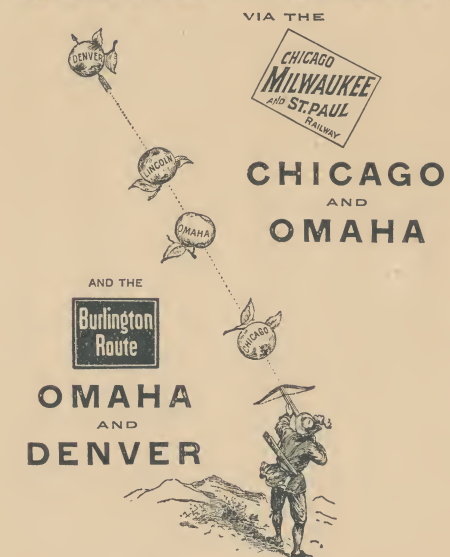 VIA THE
CHICAGO
MILWAUKEE
AND ST. PAUL
RAILWAY
CHICAGO
AND
OMAHA
DENVER
LINCOLN
OMAHA
CHICAGO
AND THE
Burlington
Route
OMAHA
AND
DENVER